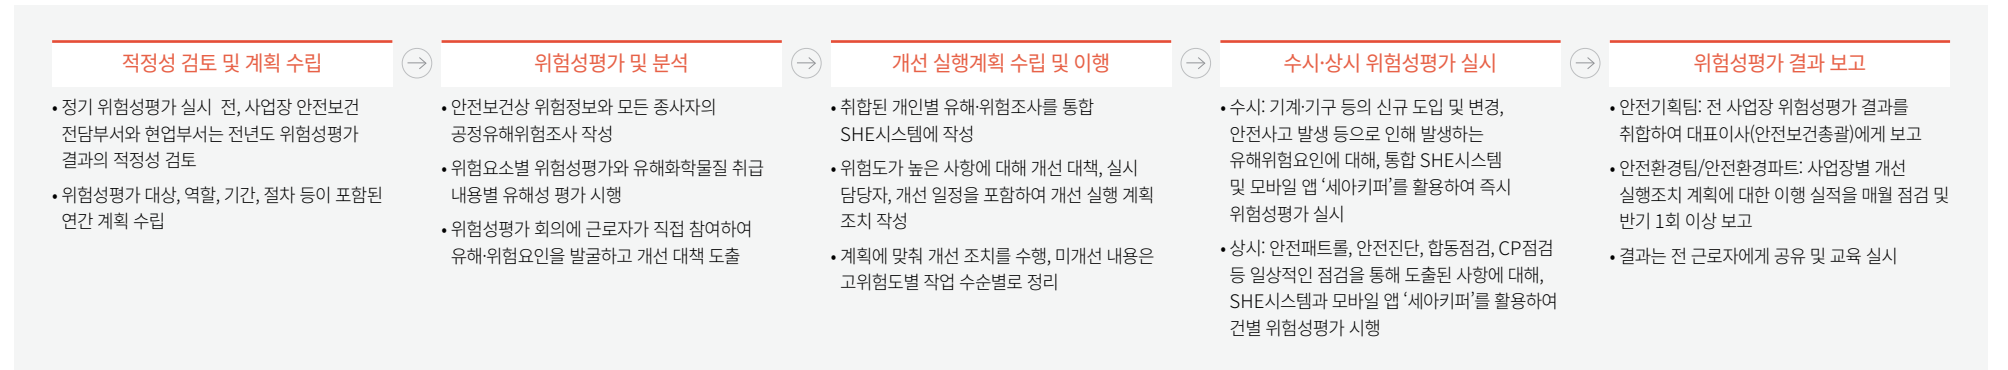 적정성 검토 및 계획 수립
• 정기 위험성평가 실시 전, 사업장 안전보건
전담부서와 현업부서는 전년도 위험성평가
결과의 적정성 검토
• 위험성평가 대상, 역할, 기간, 절차 등이 포함된
연간 계획 수립
위험성평가 및 분석
• 안전보건상 위험정보와 모든 종사자의
공정유해위험조사 작성
• 위험요소별 위험성평가와 유해화학물질 취급
내용별 유해성 평가 시행
• 위험성평가 회의에 근로자가 직접 참여하여
유해·위험요인을 발굴하고 개선 대책 도출
개선 실행계획 수립 및 이행
• 취합된 개인별 유해·위험조사를 통합
SHE시스템에 작성
• 위험도가 높은 사항에 대해 개선 대책, 실시
담당자, 개선 일정을 포함하여 개선 실행 계획
조치 작성
• 계획에 맞춰 개선 조치를 수행, 미개선 내용은
고위험도별 작업 수순별로 정리
수시·상시 위험성평가 실시
• 수시: 기계·기구 등의 신규 도입 및 변경,
안전사고 발생 등으로 인해 발생하는
유해위험요인에 대해, 통합 SHE시스템
및 모바일 앱 ‘세아키퍼’를 활용하여 즉시
위험성평가 실시
• 상시: 안전패트롤, 안전진단, 합동점검, CP점검
등 일상적인 점검을 통해 도출된 사항에 대해,
SHE시스템과 모바일 앱 ‘세아키퍼’를 활용하여
건별 위험성평가 시행
위험성평가 결과 보고
• 안전기획팀: 전 사업장 위험성평가 결과를
취합하여 대표이사(안전보건총괄)에게 보고
• 안전환경팀/안전환경파트: 사업장별 개선
실행조치 계획에 대한 이행 실적을 매월 점검 및
반기 1회 이상 보고
• 결과는 전 근로자에게 공유 및 교육 실시